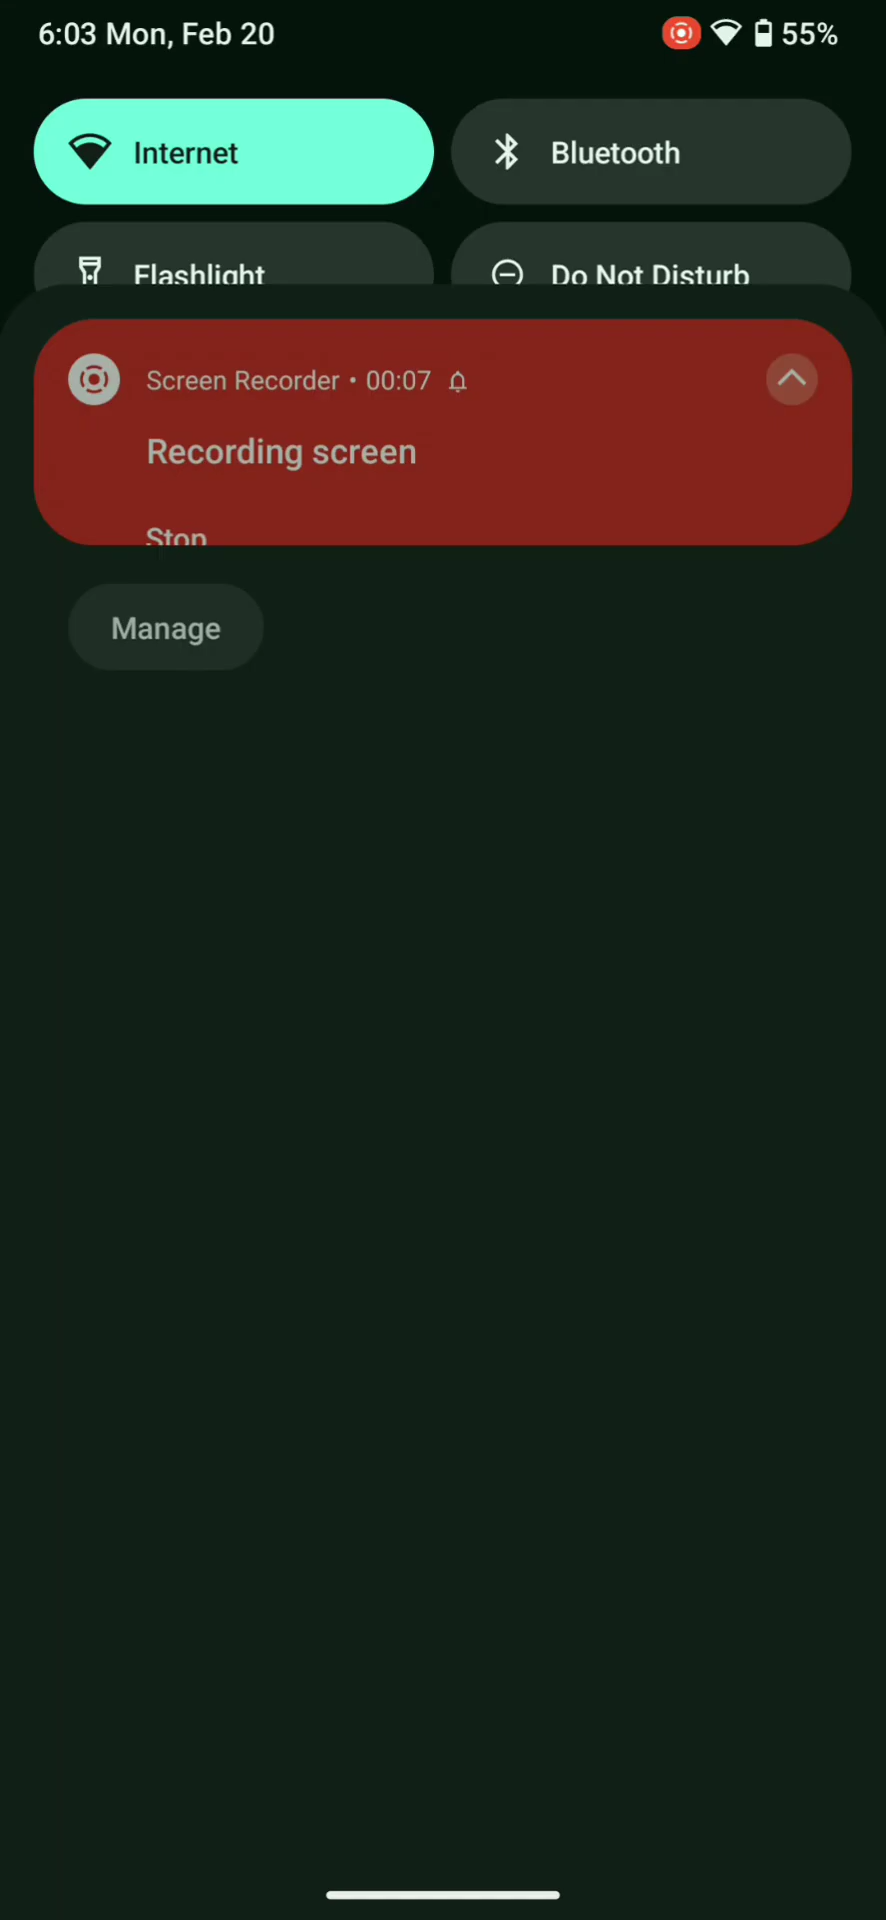 6:03 Mon, Feb 20
55%
Internet
Bluetooth
Flashlight
Do Not Disturb
Screen Recorder • 00:07
Recording screen
Stop
Manage